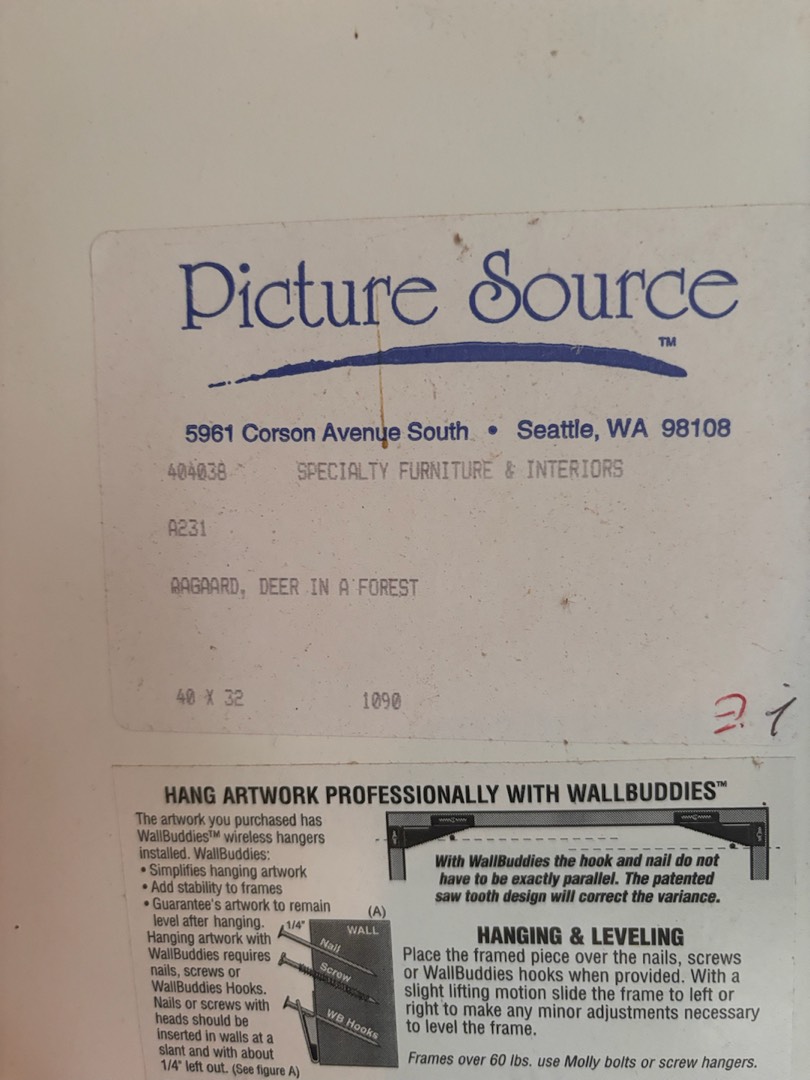 Picture Source
TM
5961 Corson Avenue South • Seattle, WA 98108
404038 SPECIALTY FURNITURE & INTERIORS
A231
AAGAARD, DEER IN A FOREST
40 X 32 1090
HANG ARTWORK PROFESSIONALLY WITH WALLBUDDIES™
The artwork you purchased has
WallBuddies™ wireless hangers
installed. WallBuddies:
• Simplifies hanging artwork
• Add stability to frames
• Guarantee's artwork to remain
level after hanging.
Hanging artwork with
WallBuddies requires
nails, screws or
WallBuddies Hooks.
Nails or screws with
heads should be
inserted in walls at a
slant and with about
1/4" left out. (See figure A)
(A)
1/4"
WALL
Nail
Screw
WB Hooks
With WallBuddies the hook and nail do not
have to be exactly parallel. The patented
saw tooth design will correct the variance.
HANGING & LEVELING
Place the framed piece over the nails, screws
or WallBuddies hooks when provided. With a
slight lifting motion slide the frame to left or
right to make any minor adjustments necessary
to level the frame.
Frames over 60 lbs. use Molly bolts or screw hangers.